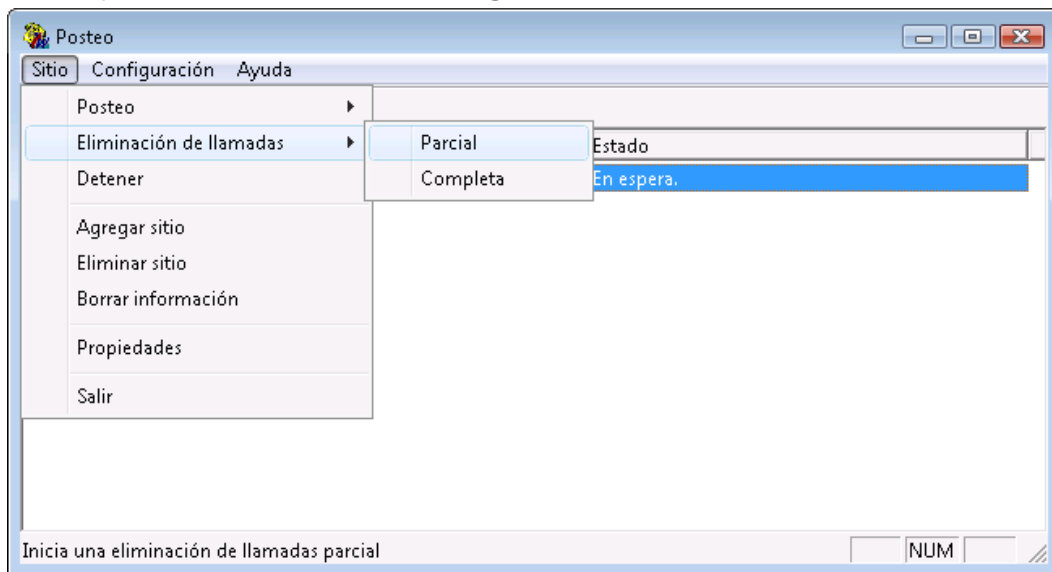 Posteo
Sitio Configuración Ayuda
Posteo
Eliminación de llamadas
Parcial
Estado
Detener
Completa
En espera.
Agregar sitio
Eliminar sitio
Borrar información
Propiedades
Salir
Inicia una eliminación de llamadas parcial
NUM